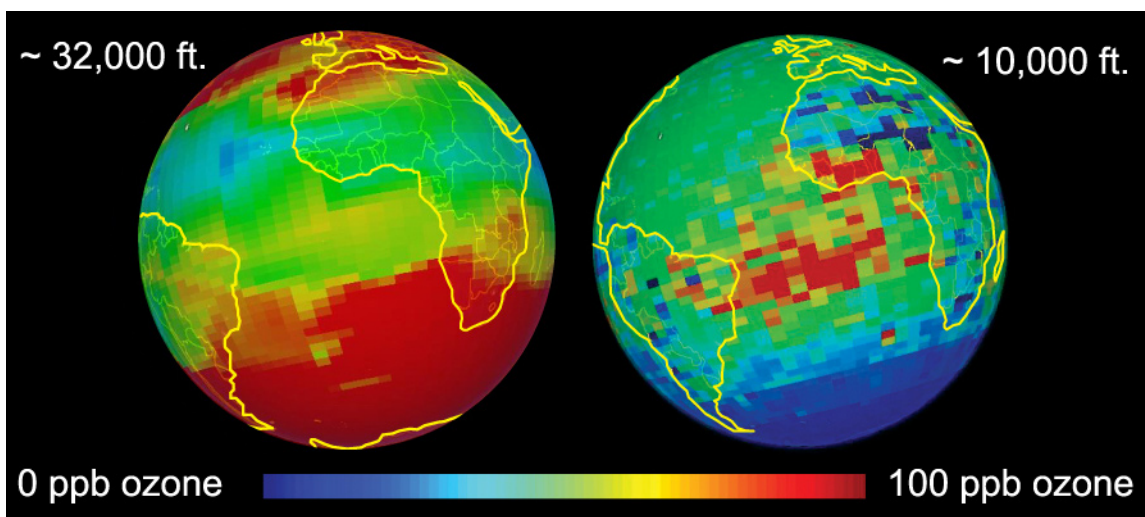 ~ 32,000 ft.
~ 10,000 ft.
0 ppb ozone
100 ppb ozone